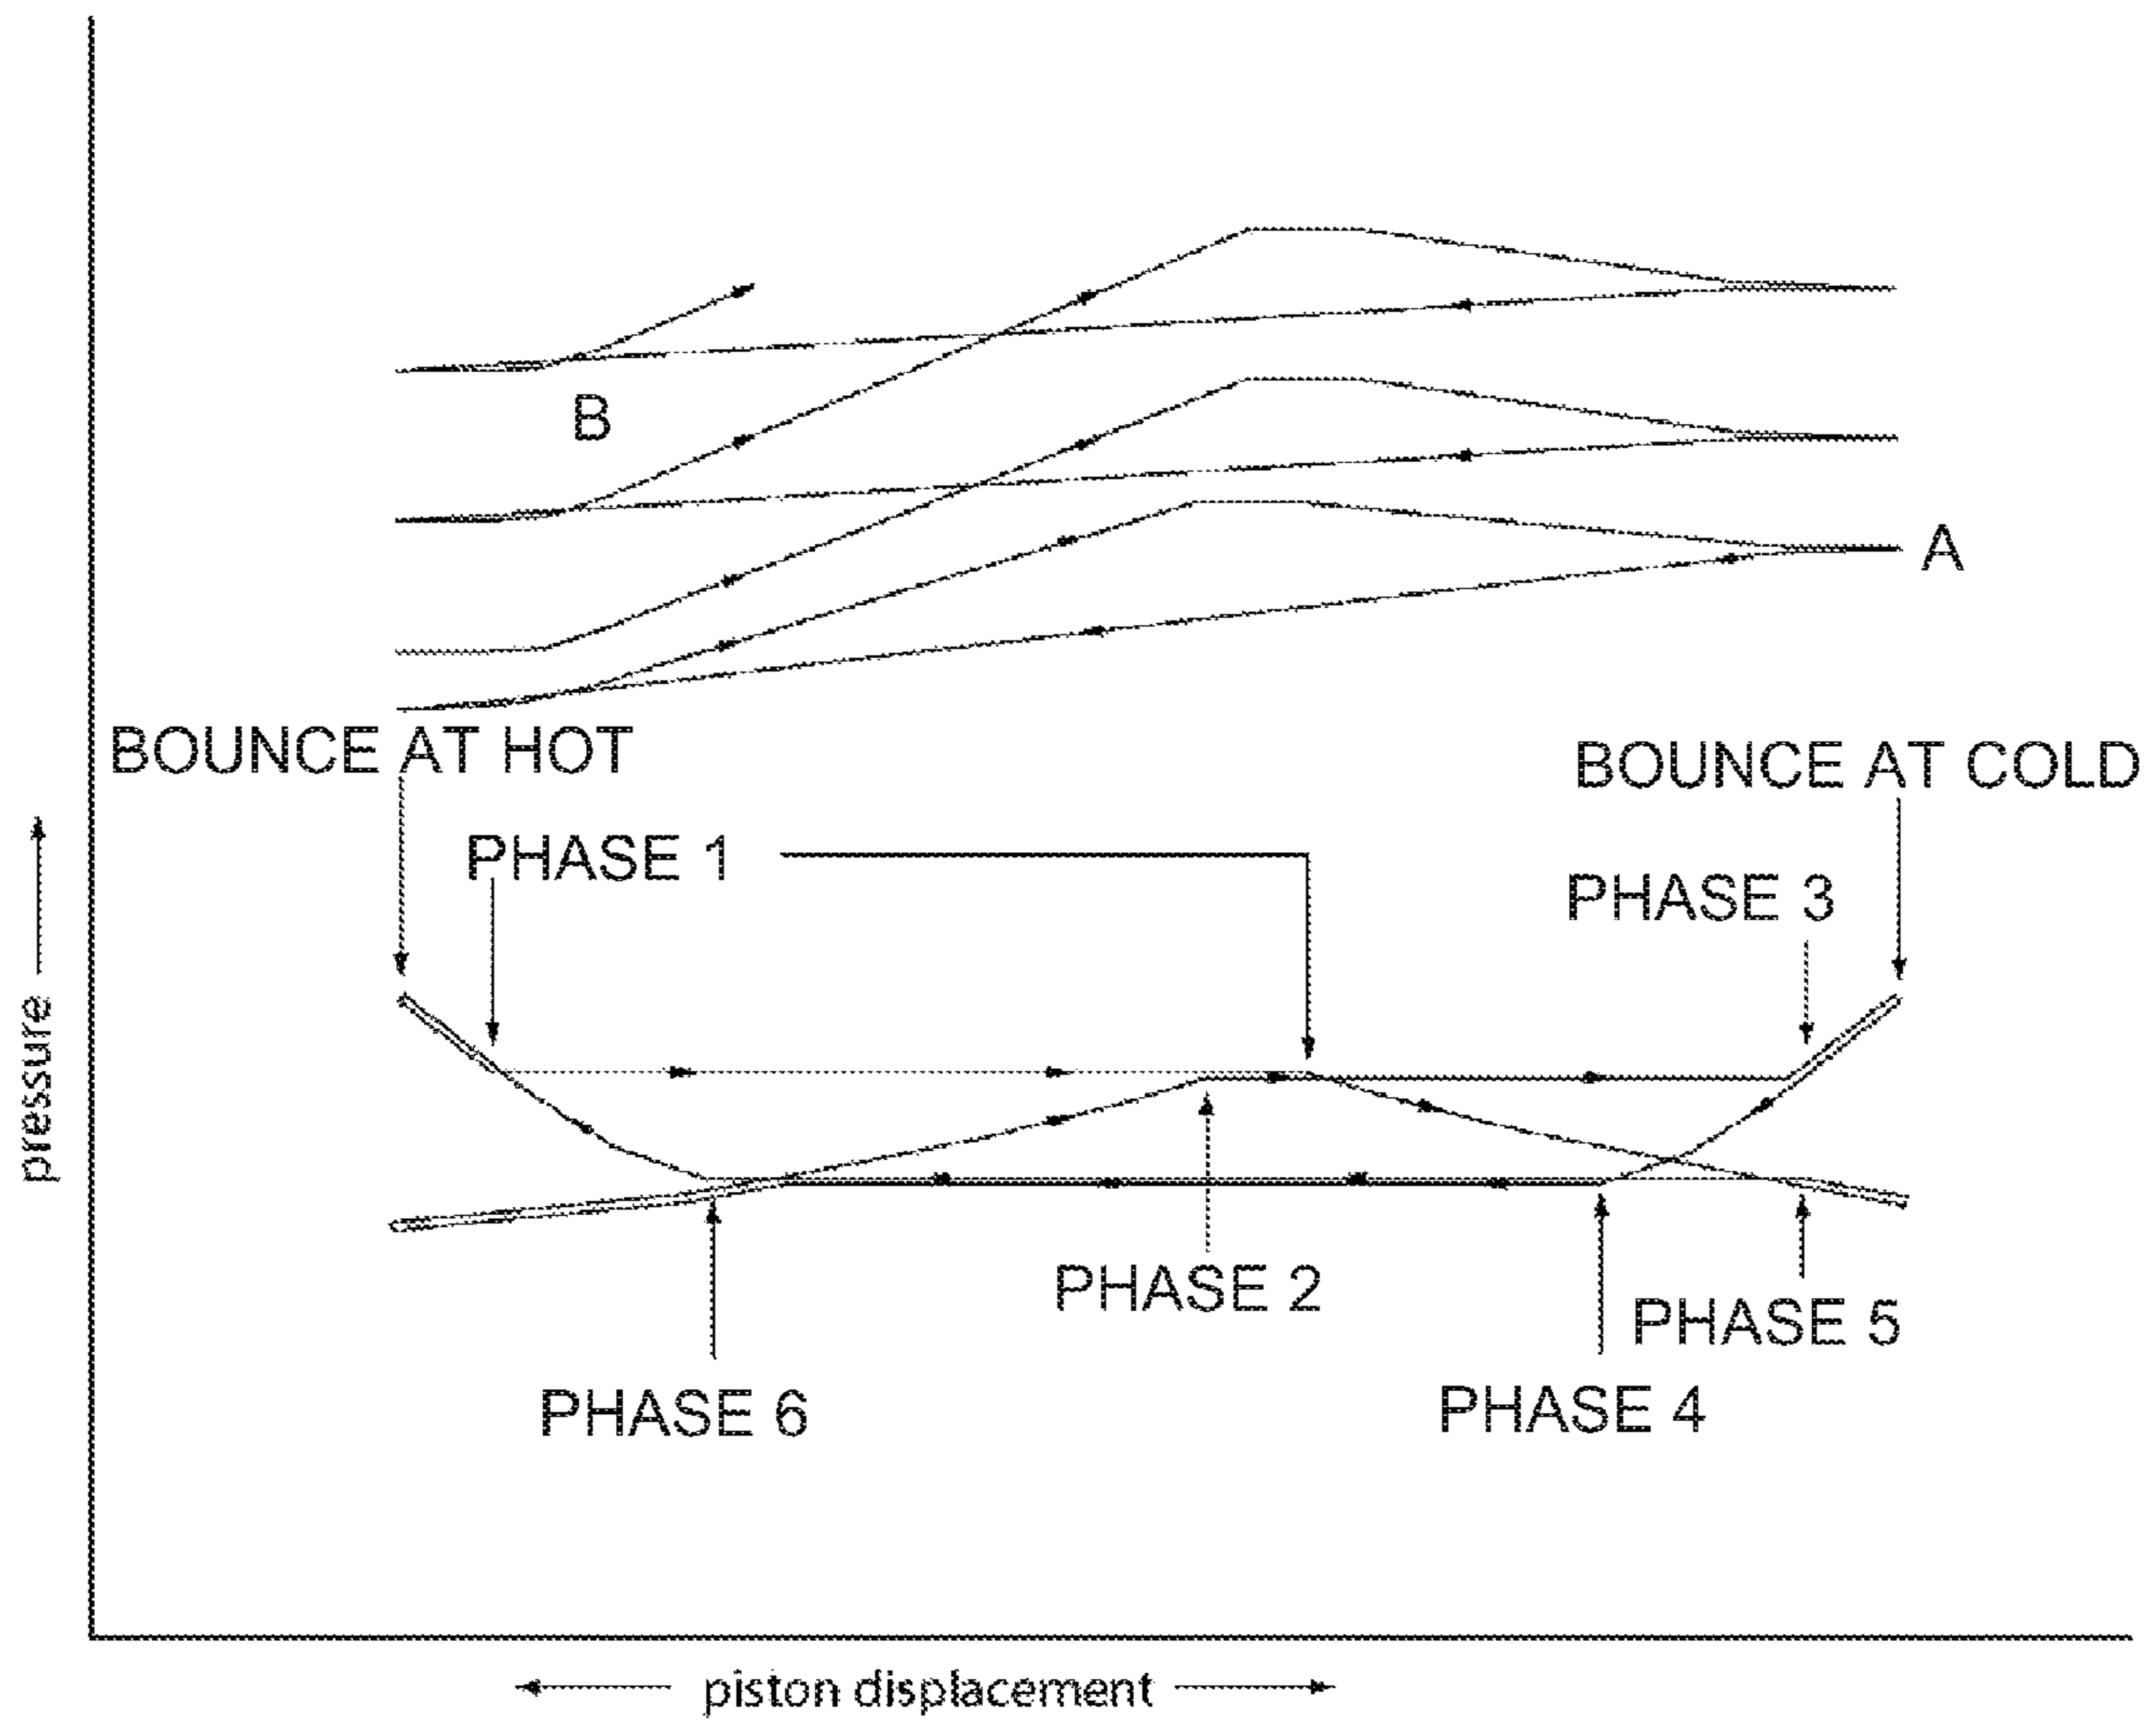 B
A
BOUNCE AT HOT
BOUNCE AT COLD
PHASE 1
PHASE 3
pressure
PHASE 2
PHASE 5
PHASE 6
PHASE 4
piston displacement